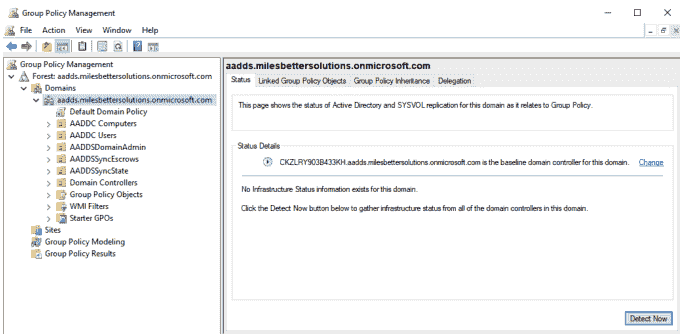 Group Policy Management
File Action View Window Help
Group Policy Management
Forest: aadds.milesbettersolutions.onmicrosoft.com
Domains
aadds.milesbettersolutions.onmicrosoft.com
Default Domain Policy
AADDC Computers
AADDC Users
AADDSDomainAdmin
AADDSSyncEscrows
AADDSSyncState
Domain Controllers
Group Policy Objects
WMI Filters
Starter GPOs
Sites
Group Policy Modeling
Group Policy Results
aadds.milesbettersolutions.onmicrosoft.com
Status Linked Group Policy Objects Group Policy Inheritance Delegation
This page shows the status of Active Directory and SYSVOL replication for this domain as it relates to Group Policy.
Status Details
CKZLRY903B433KH.aadds.milesbettersolutions.onmicrosoft.com is the baseline domain controller for this domain. Change
No Infrastructure Status information exists for this domain.
Click the Detect Now button below to gather infrastructure status from all of the domain controllers in this domain.
Detect Now